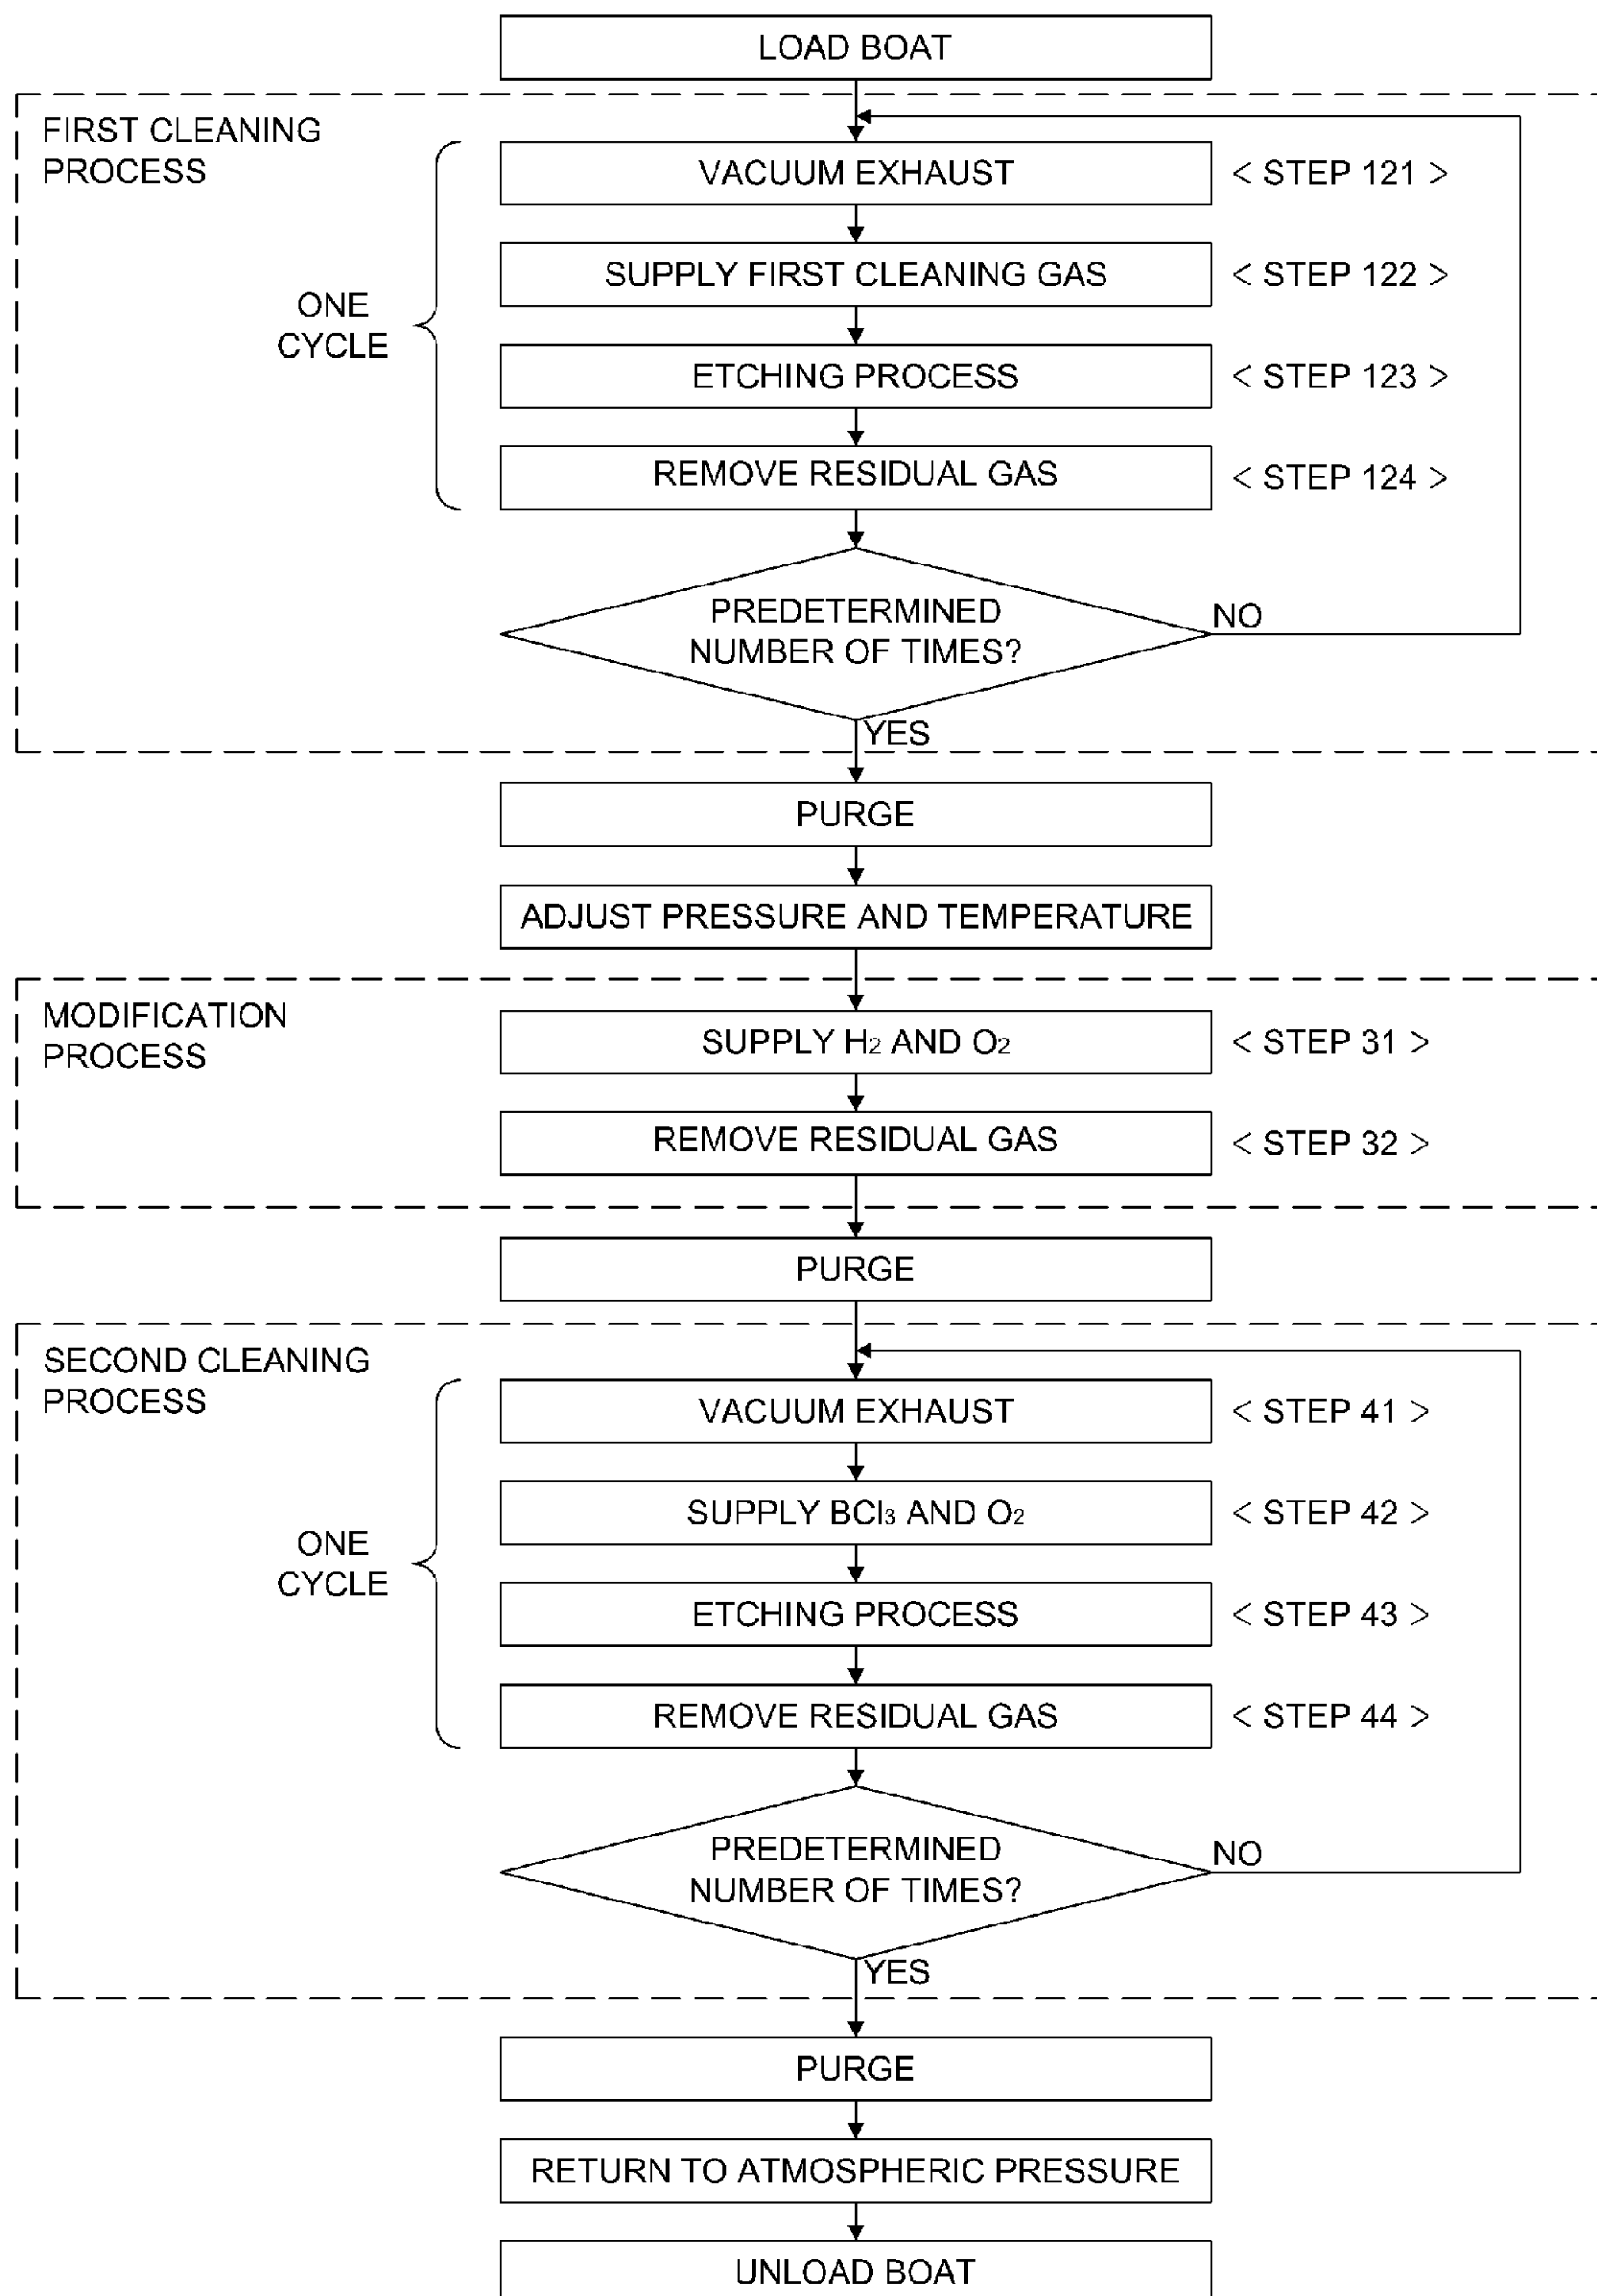 LOAD BOAT
FIRST CLEANING
PROCESS
VACUUM EXHAUST
< STEP 121 >
SUPPLY FIRST CLEANING GAS
< STEP 122 >
ONE
CYCLE
ETCHING PROCESS
< STEP 123 >
REMOVE RESIDUAL GAS
< STEP 124 >
PREDETERMINED
NUMBER OF TIMES?
NO
YES
PURGE
ADJUST PRESSURE AND TEMPERATURE
MODIFICATION
PROCESS
SUPPLY H₂ AND O₂
< STEP 31 >
REMOVE RESIDUAL GAS
< STEP 32 >
PURGE
SECOND CLEANING
PROCESS
VACUUM EXHAUST
< STEP 41 >
SUPPLY BCl₃ AND O₂
< STEP 42 >
ONE
CYCLE
ETCHING PROCESS
< STEP 43 >
REMOVE RESIDUAL GAS
< STEP 44 >
PREDETERMINED
NUMBER OF TIMES?
NO
YES
PURGE
RETURN TO ATMOSPHERIC PRESSURE
UNLOAD BOAT